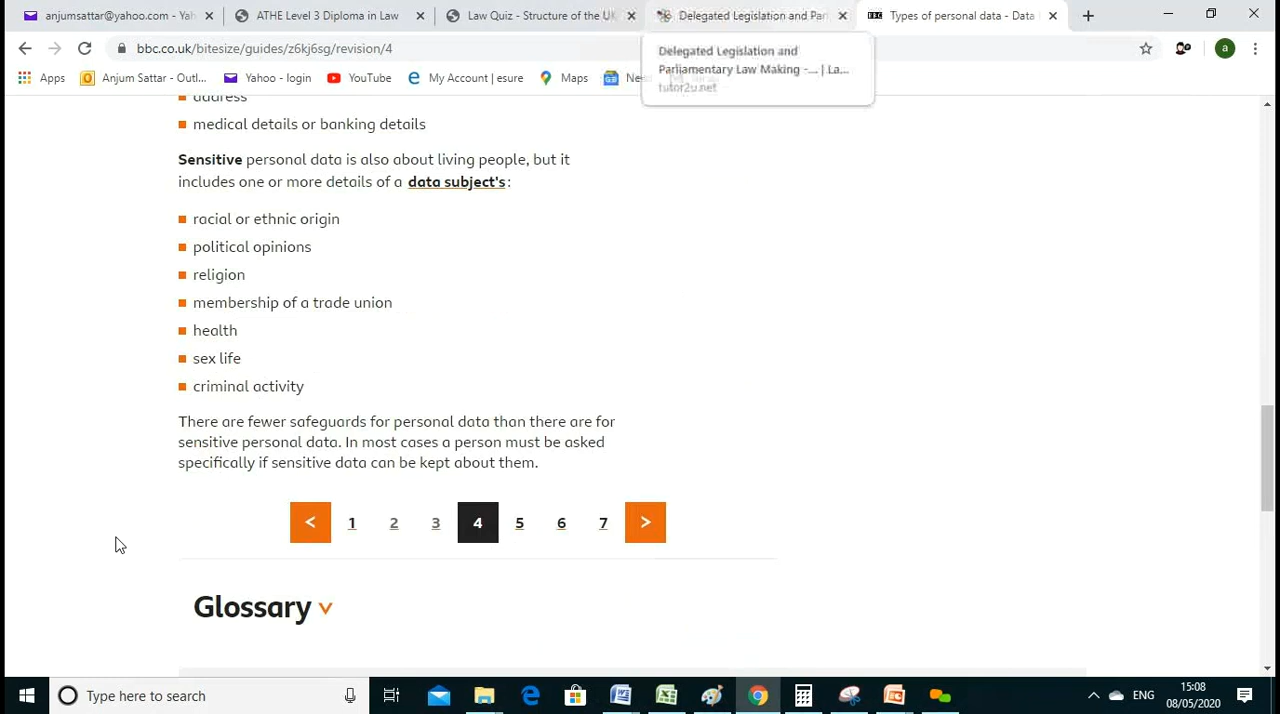 anjumsattar@yahoo.com - Yah
ATHE Level 3 Diploma in Law
Law Quiz - Structure of the UK
Delegated Legislation and Parl
Types of personal data - Data
bbc.co.uk/bitesize/guides/z6kj6sg/revision/4
a
Apps
Anjum Sattar - Outl...
Yahoo - login
YouTube
My Account | esure
Maps
New
Delegated Legislation and
Parliamentary Law Making -... | La...
tutor2u.net
address
medical details or banking details
Sensitive personal data is also about living people, but it
includes one or more details of a data subject's:
racial or ethnic origin
political opinions
religion
membership of a trade union
health
sex life
criminal activity
There are fewer safeguards for personal data than there are for
sensitive personal data. In most cases a person must be asked
specifically if sensitive data can be kept about them.
< 1 2 3 4 5 6 7 >
Glossary
Type here to search
ENG
15:08
08/05/2020